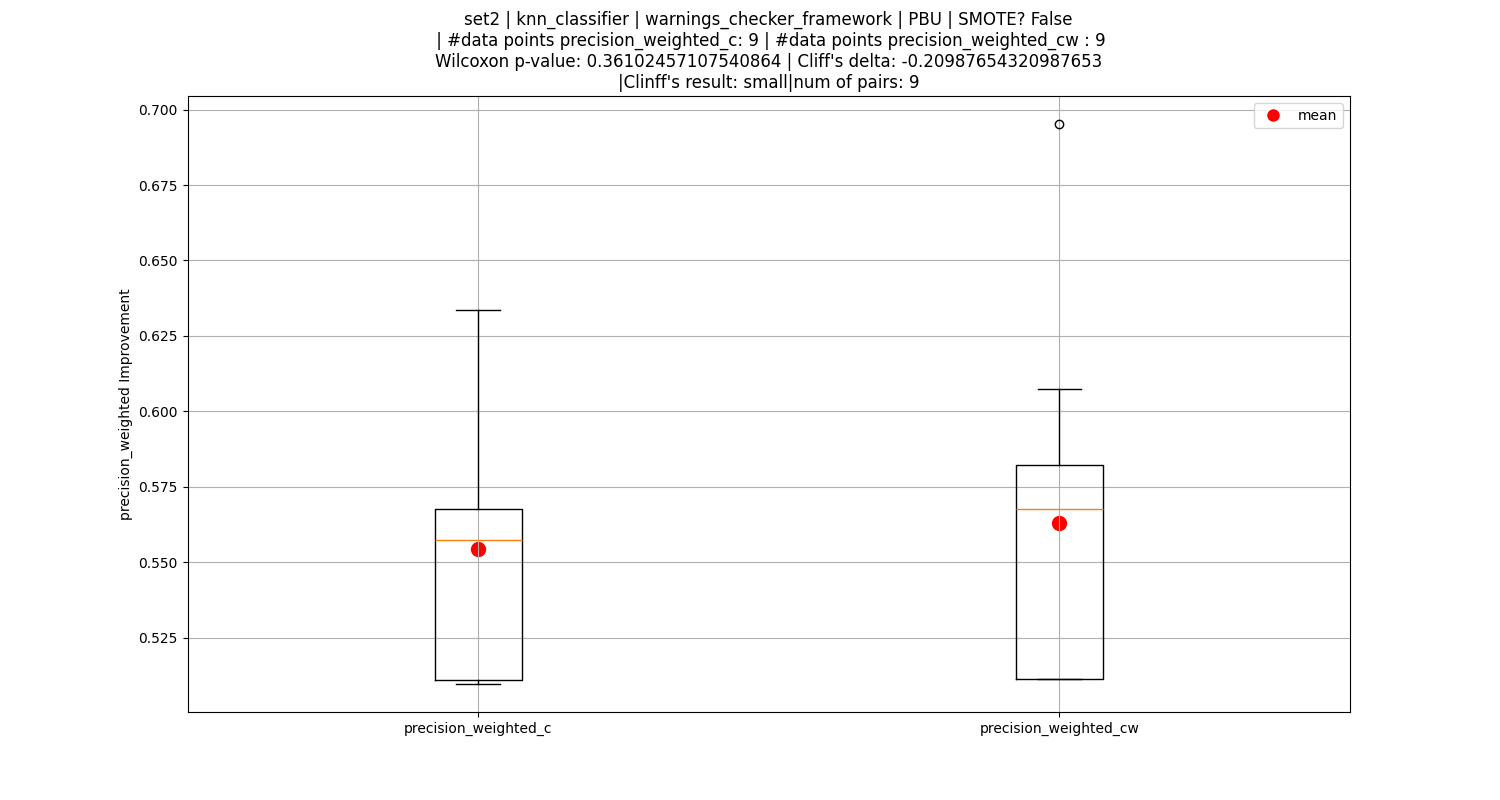 set2 | knn_classifier | warnings_checker_framework | PBU | SMOTE? False
| #data points precision_weighted_c: 9 | #data points precision_weighted_cw : 9
Wilcoxon p-value: 0.36102457107540864 | Cliff's delta: -0.20987654320987653
|Clinff's result: small|num of pairs: 9
mean
0.700
0.675
0.650
0.625
0.600
0.575
0.550
0.525
precision_weighted Improvement
precision_weighted_c
precision_weighted_cw